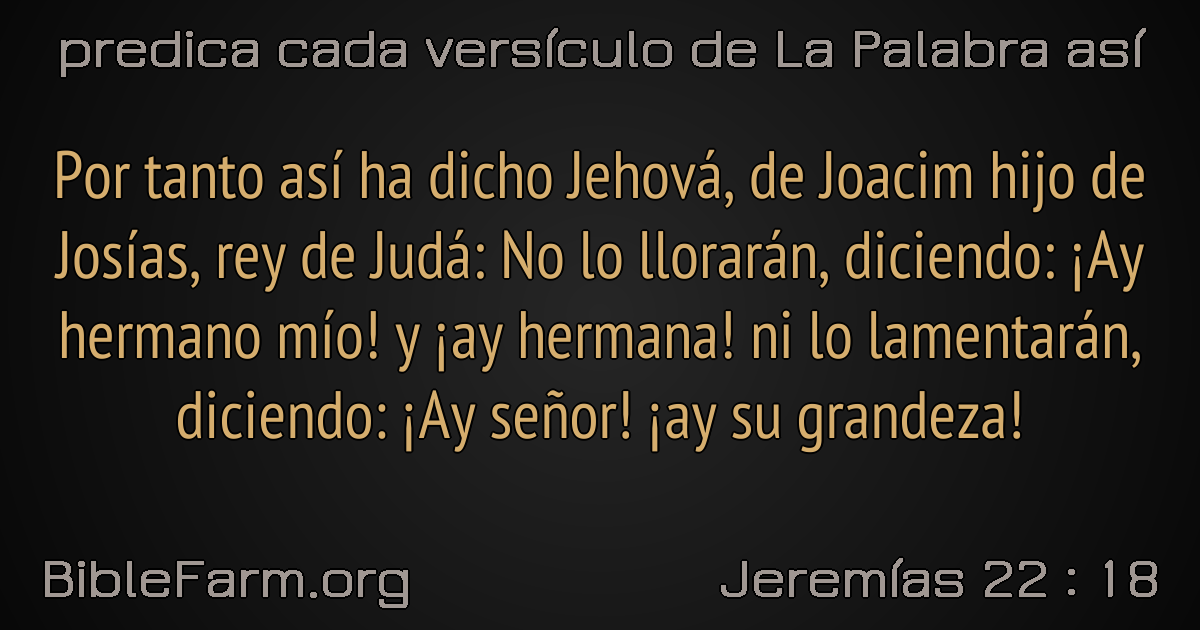 predica cada versículo de La Palabra así
Por tanto así ha dicho Jehová, de Joacim hijo de
Josías, rey de Judá: No lo llorarán, diciendo: ¡Ay
hermano mío! y ¡ay hermana! ni lo lamentarán,
diciendo: ¡Ay señor! ¡ay su grandeza!
BibleFarm.org
Jeremías 22 : 18